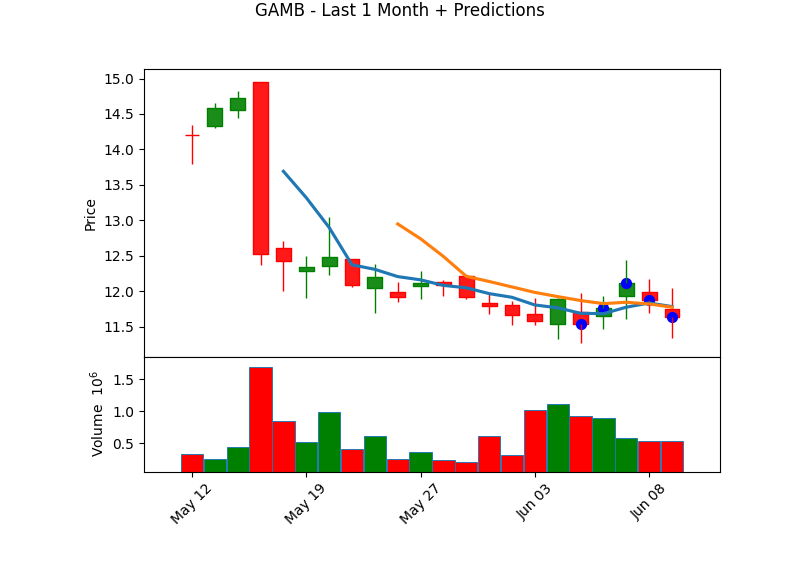 GAMB - Last 1 Month + Predictions
15.0
14.5
14.0
13.5
13.0
12.5
12.0
11.5
Price
1.5
1.0
0.5
Volume 10^6
May 12
May 19
May 27
Jun 03
Jun 08